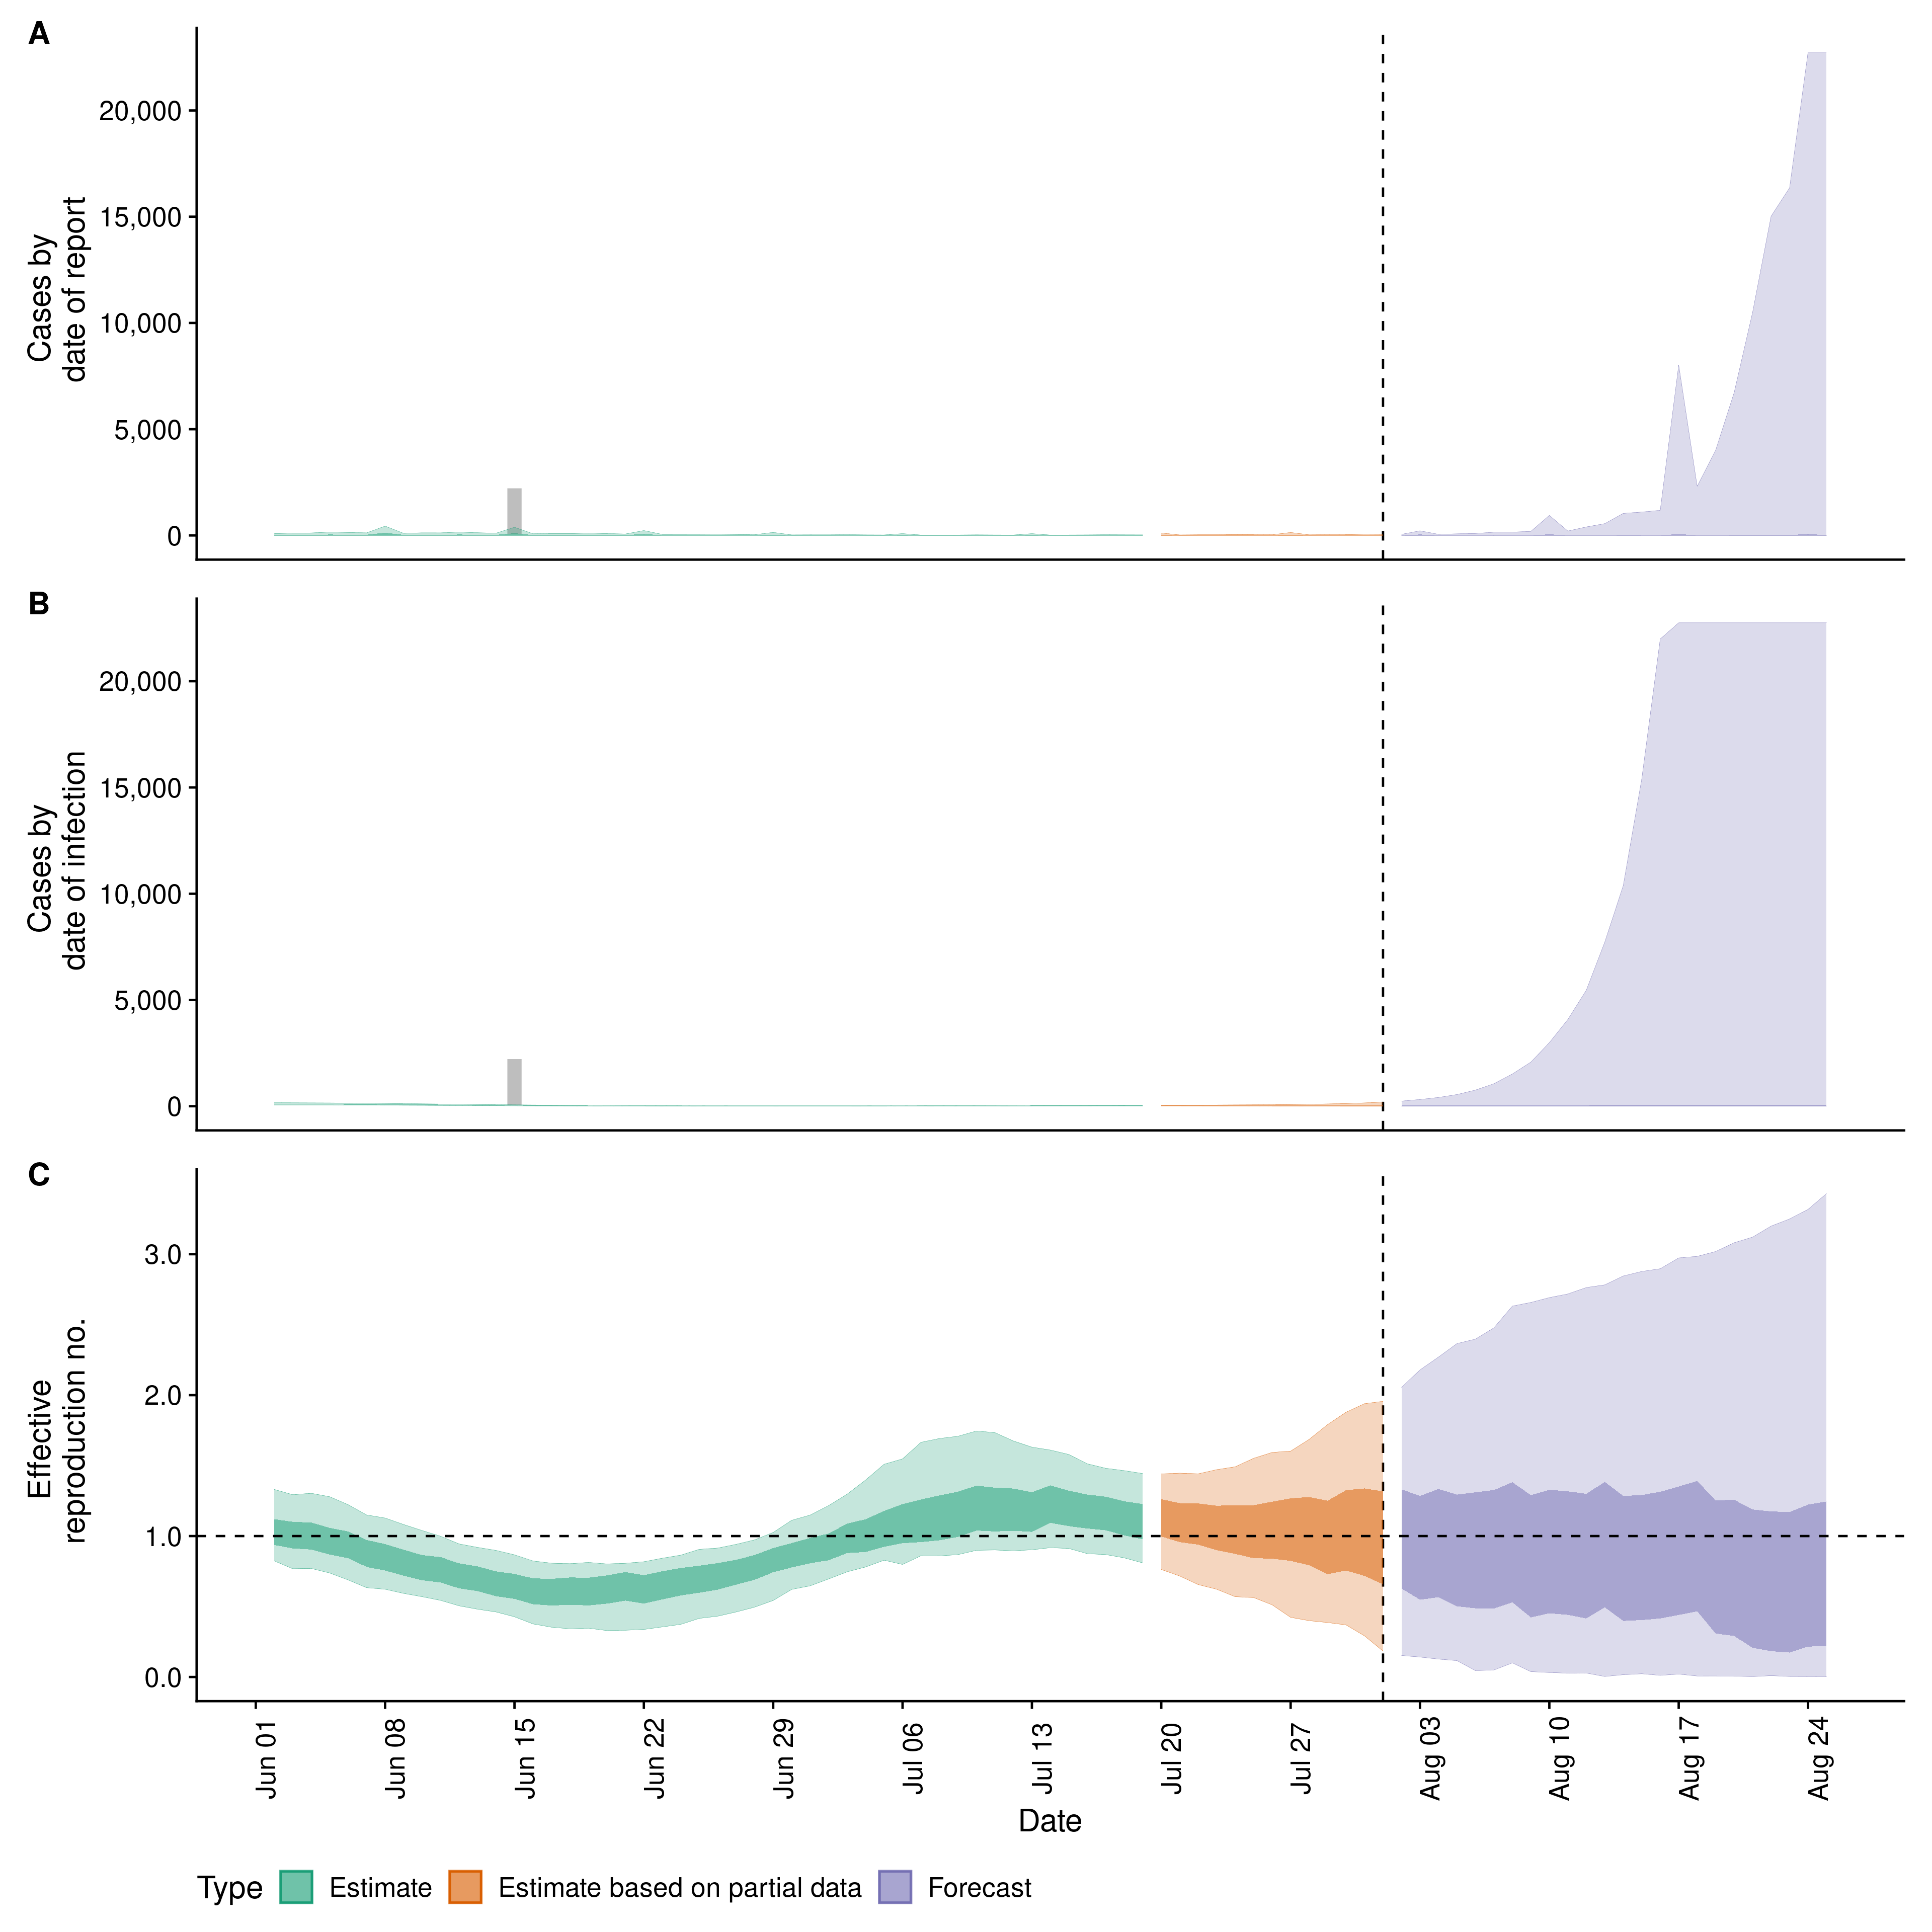 A
Cases by
date of report
20,000
15,000
10,000
5,000
0
B
Cases by
date of infection
20,000
15,000
10,000
5,000
0
C
Effective
reproduction no.
3.0
2.0
1.0
0.0
Jun 01
Jun 08
Jun 15
Jun 22
Jun 29
Jul 06
Jul 13
Jul 20
Jul 27
Aug 03
Aug 10
Aug 17
Aug 24
Date
Type Estimate Estimate based on partial data Forecast